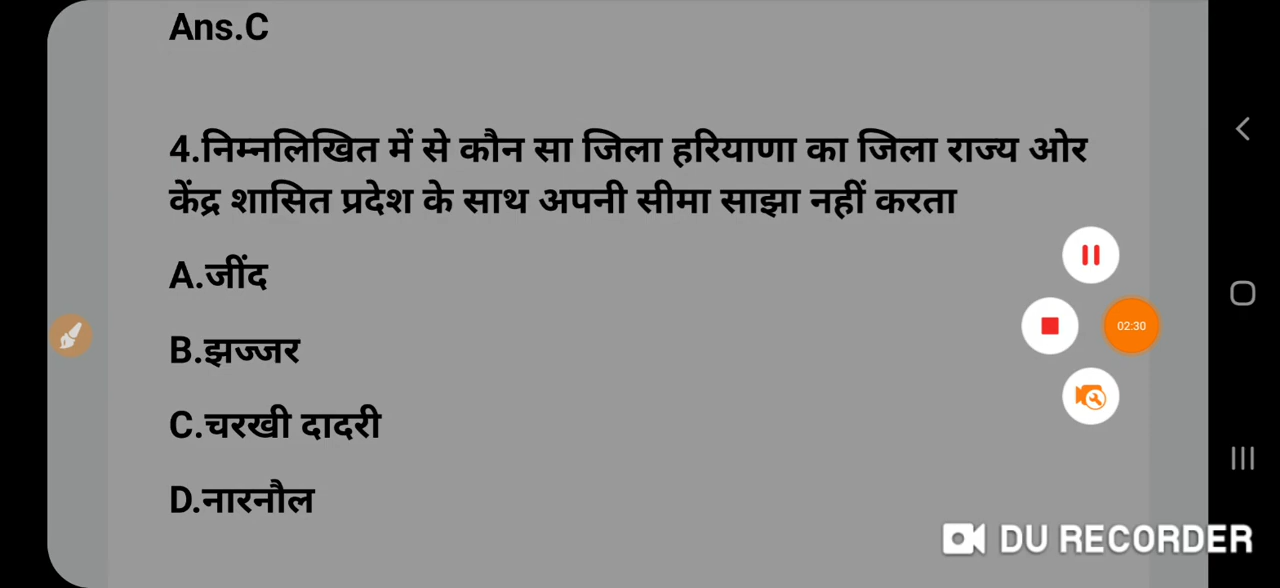 Ans.C
4.निम्नलिखित में से कौन सा जिला हरियाणा का जिला राज्य ओर
केंद्र शासित प्रदेश के साथ अपनी सीमा साझा नहीं करता
A.जींद
B.झज्जर
C.चरखी दादरी
D.नारनौल
02:30
DU RECORDER